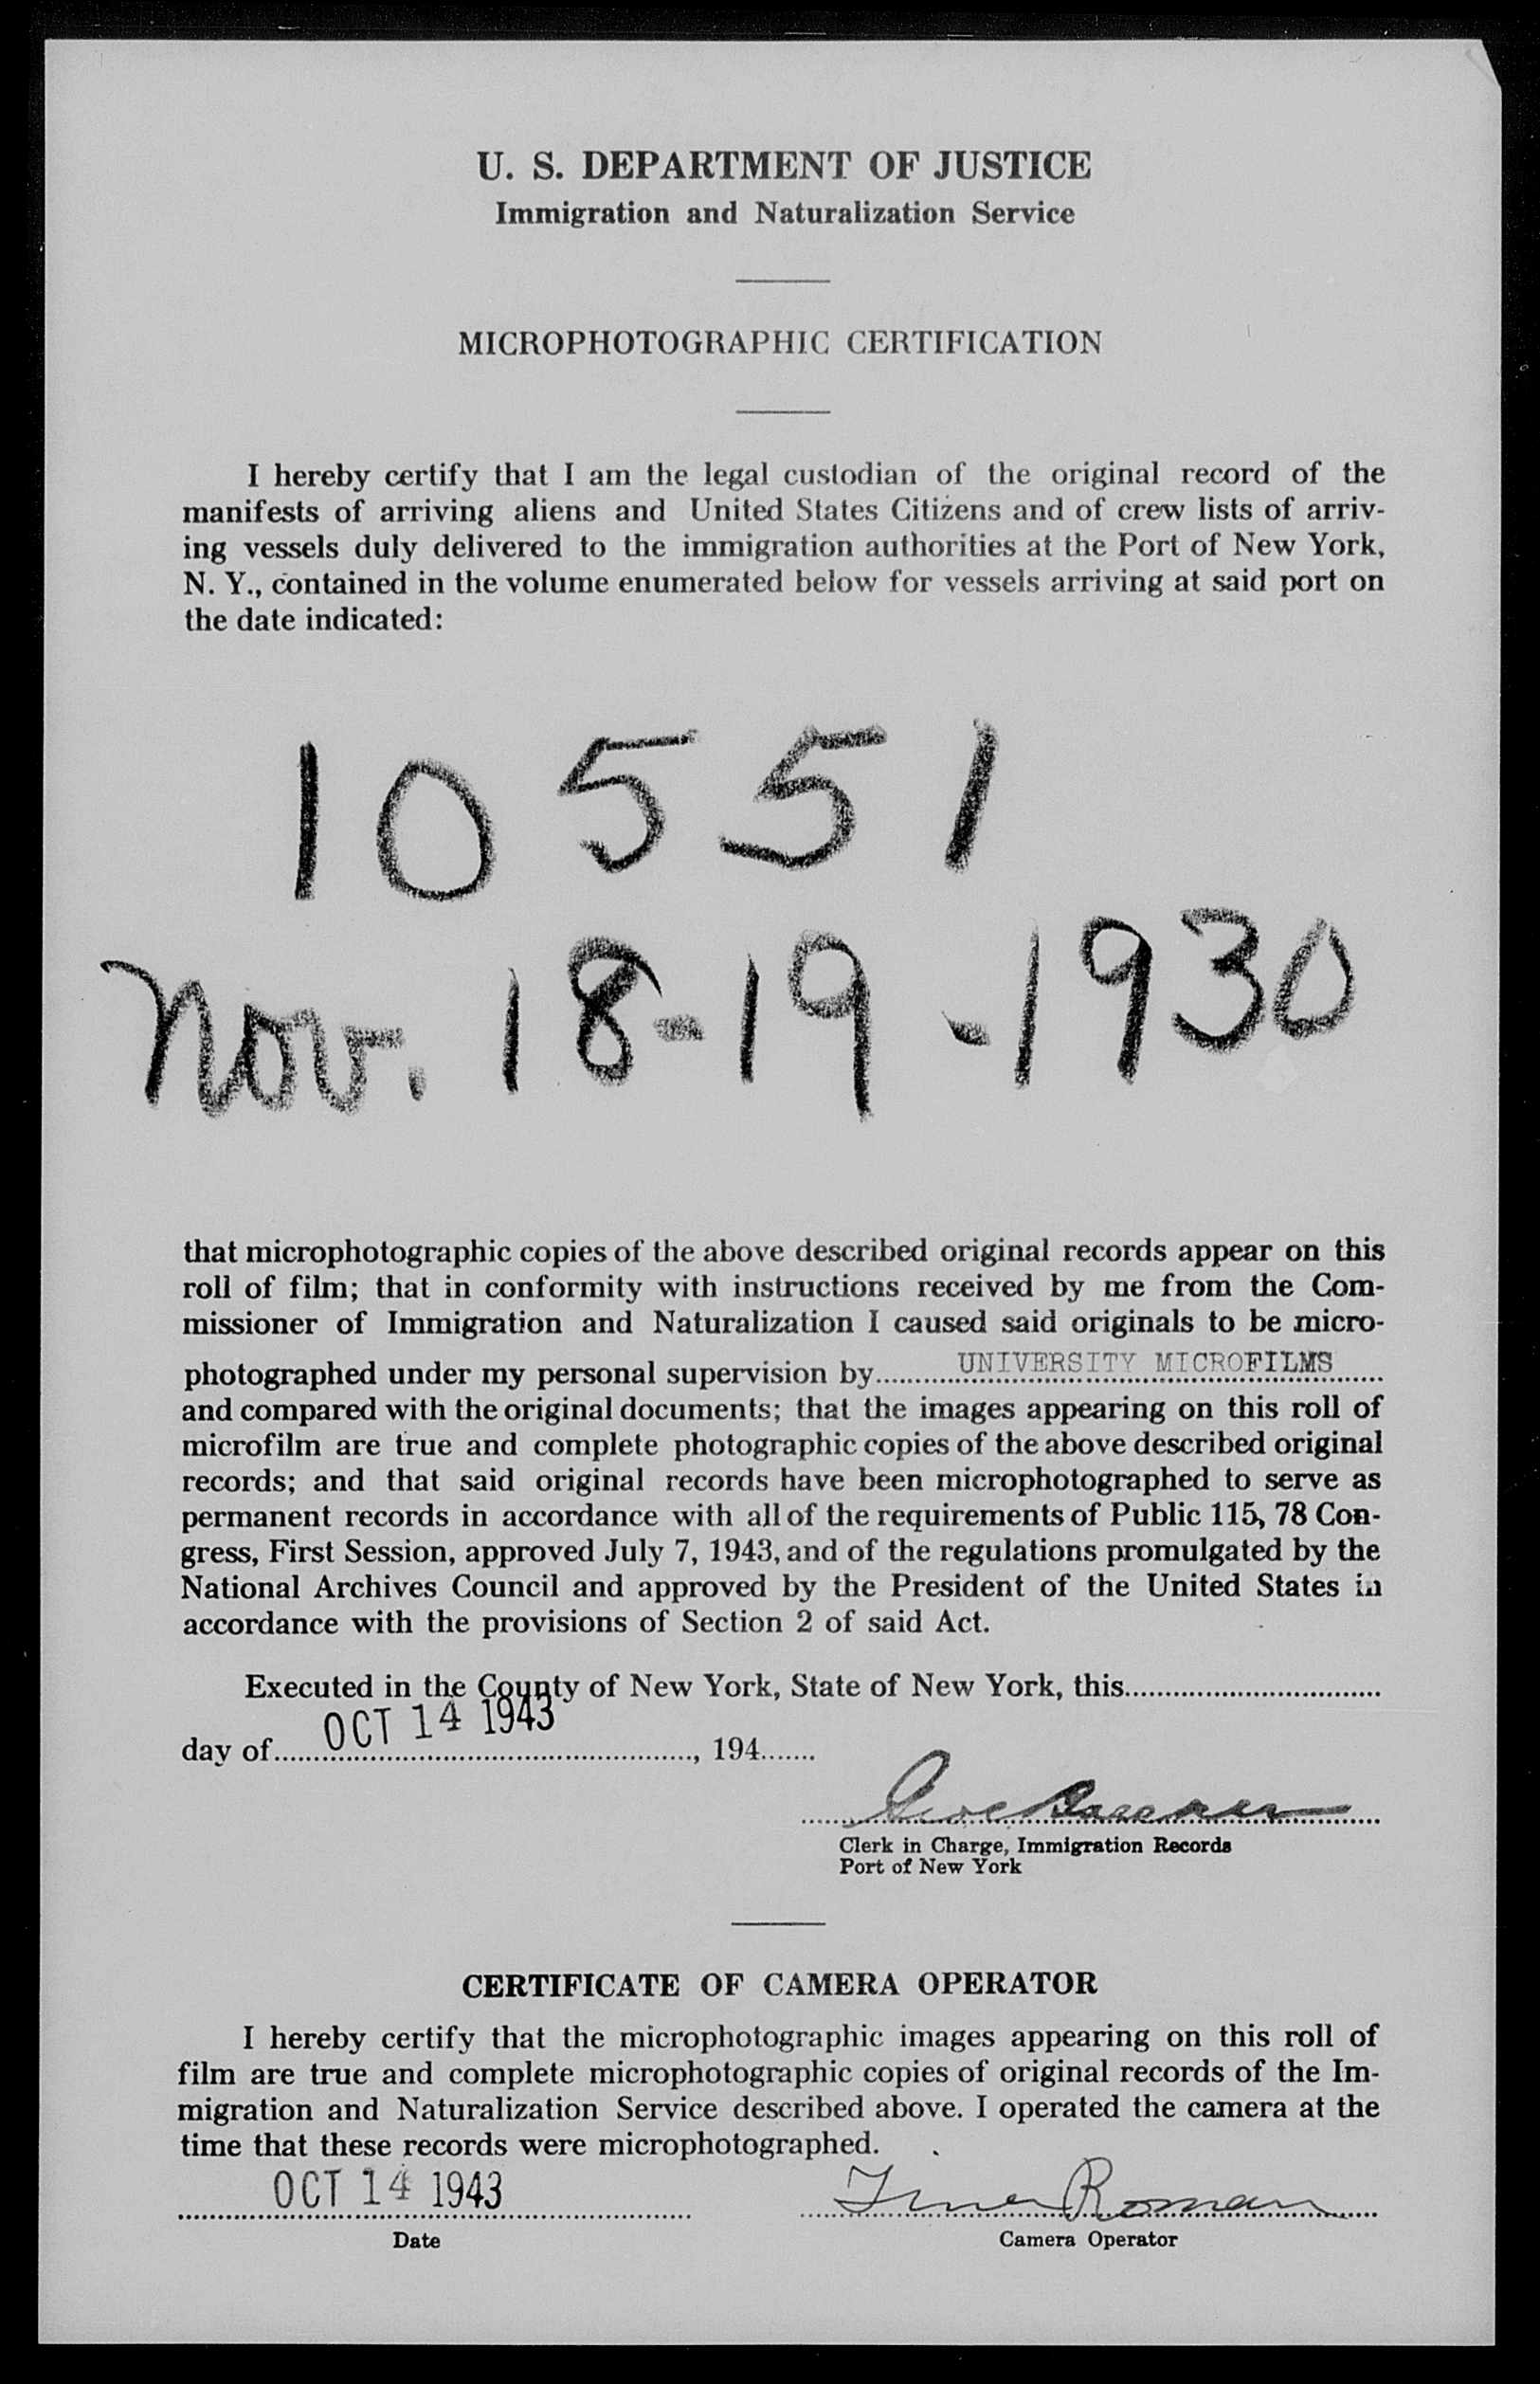 U. S. DEPARTMENT OF JUSTICE
Immigration and Naturalization Service
MICROPHOTOGRAPHIC CERTIFICATION
I hereby certify that I am the legal custodian of the original record of the
manifests of arriving aliens and United States Citizens and of crew lists of arriv-
ing vessels duly delivered to the immigration authorities at the Port of New York,
N. Y., contained in the volume enumerated below for vessels arriving at said port on
the date indicated:
10551
Nov. 18-19-1930
that microphotographic copies of the above described original records appear on this
roll of film; that in conformity with instructions received by me from the Com-
missioner of Immigration and Naturalization I caused said originals to be micro-
photographed under my personal supervision by UNIVERSITY MICROFILMS
and compared with the original documents; that the images appearing on this roll of
microfilm are true and complete photographic copies of the above described original
records; and that said original records have been microphotographed to serve as
permanent records in accordance with all of the requirements of Public 115, 78 Con-
gress, First Session, approved July 7, 1943, and of the regulations promulgated by the
National Archives Council and approved by the President of the United States in
accordance with the provisions of Section 2 of said Act.
Executed in the County of New York, State of New York, this
day of OCT 14 1943, 194
Clerk in Charge, Immigration Records
Port of New York
CERTIFICATE OF CAMERA OPERATOR
I hereby certify that the microphotographic images appearing on this roll of
film are true and complete microphotographic copies of original records of the Im-
migration and Naturalization Service described above. I operated the camera at the
time that these records were microphotographed.
OCT 14 1943 Roman
Date Camera Operator